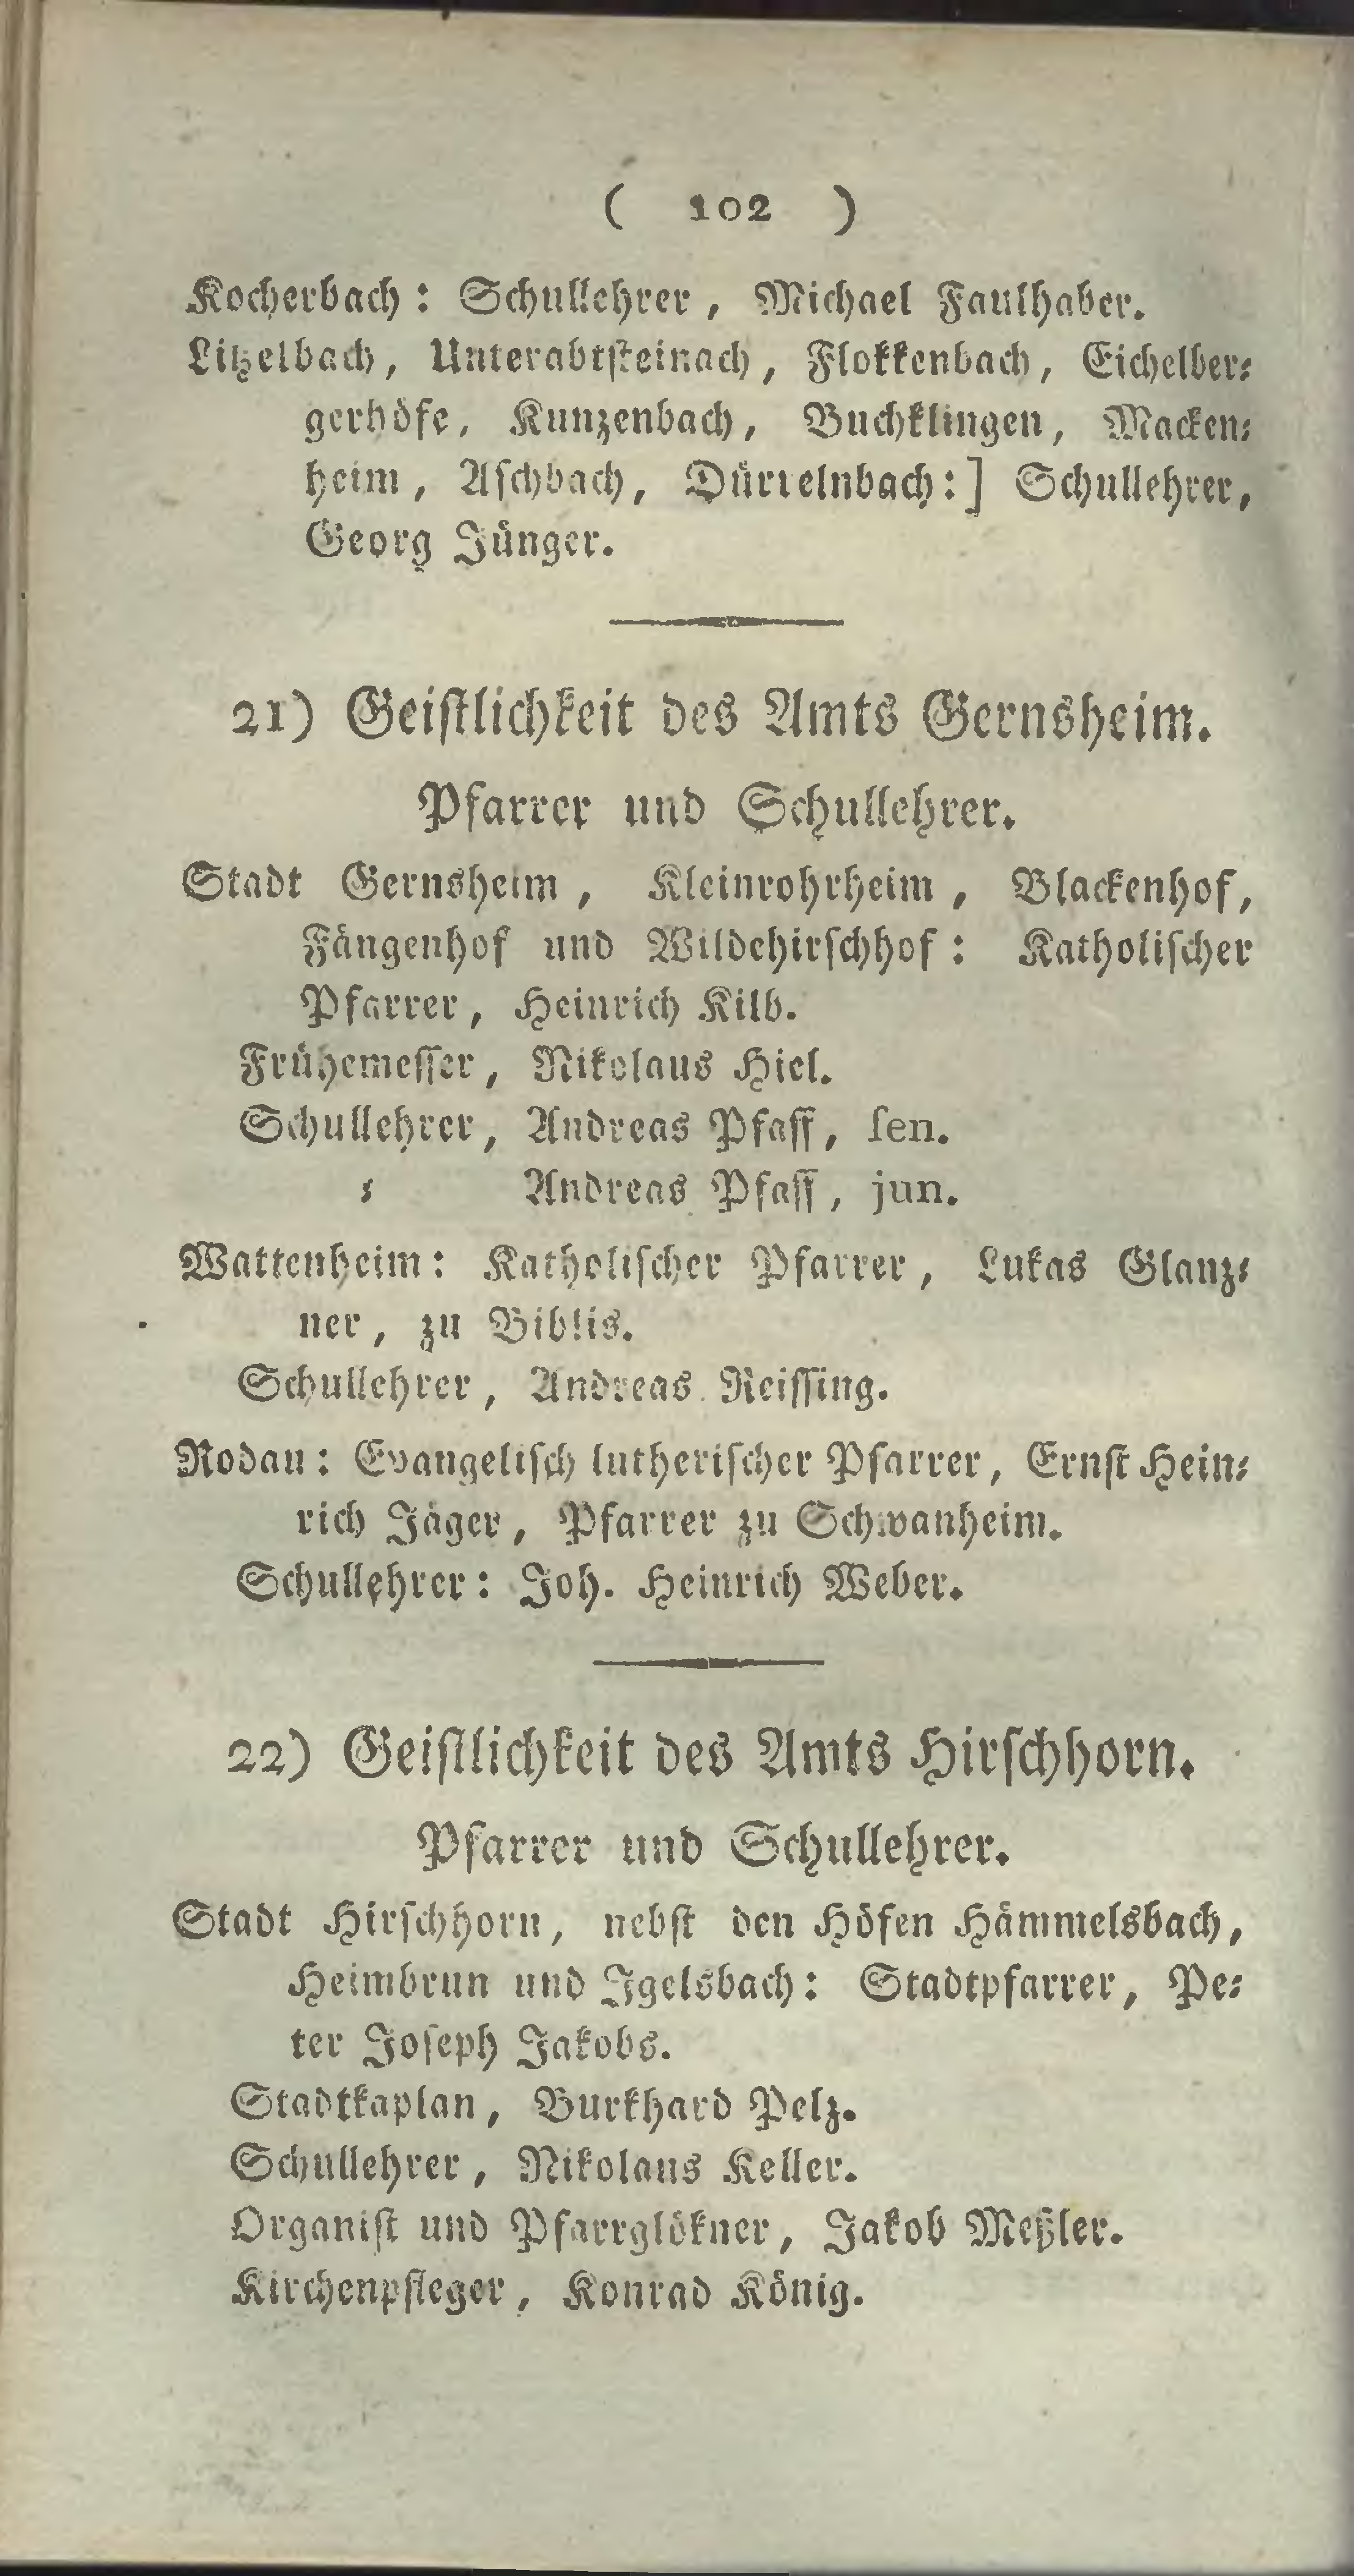 ( 102 )
Kocherbach: Schullehrer, Michael Faulhaber.
Litzelbach, Unterabtsteinach, Flokkenbach, Eichelber⸗
gerhöfe, Kunzenbach, Buchklingen, Macken⸗
heim, Aschbach, Dürrelnbach:] Schullehrer,
Georg Jünger.
21) Geistlichkeit des Amts Gernsheim.
Pfarrer und Schullehrer.
Stadt Gernsheim, Kleinrohrheim, Blackenhof,
Fängenhof und Wildehirschhof: Katholischer
Pfarrer, Heinrich Kilb.
Frühemesser, Nikolaus Hiel.
Schullehrer, Andreas Pfaff, sen.
⸗ Andreas Pfaff, jun.
Wattenheim: Katholischer Pfarrer, Lukas Glanz⸗
ner, zu Biblis.
Schullehrer, Andreas Reissing.
Rodau: Evangelisch lutherischer Pfarrer, Ernst Hein⸗
rich Jäger, Pfarrer zu Schwanheim.
Schullehrer: Joh. Heinrich Weber.
22) Geistlichkeit des Amts Hirschhorn.
Pfarrer und Schullehrer.
Stadt Hirschhorn, nebst den Höfen Hämmelsbach,
Heimbrun und Igelsbach: Stadtpfarrer, Pe⸗
ter Joseph Jakobs.
Stadtkaplan, Burkhard Pelz.
Schullehrer, Nikolaus Keller.
Organist und Pfarrglökner, Jakob Meßler.
Kirchenpfleger, Konrad König.